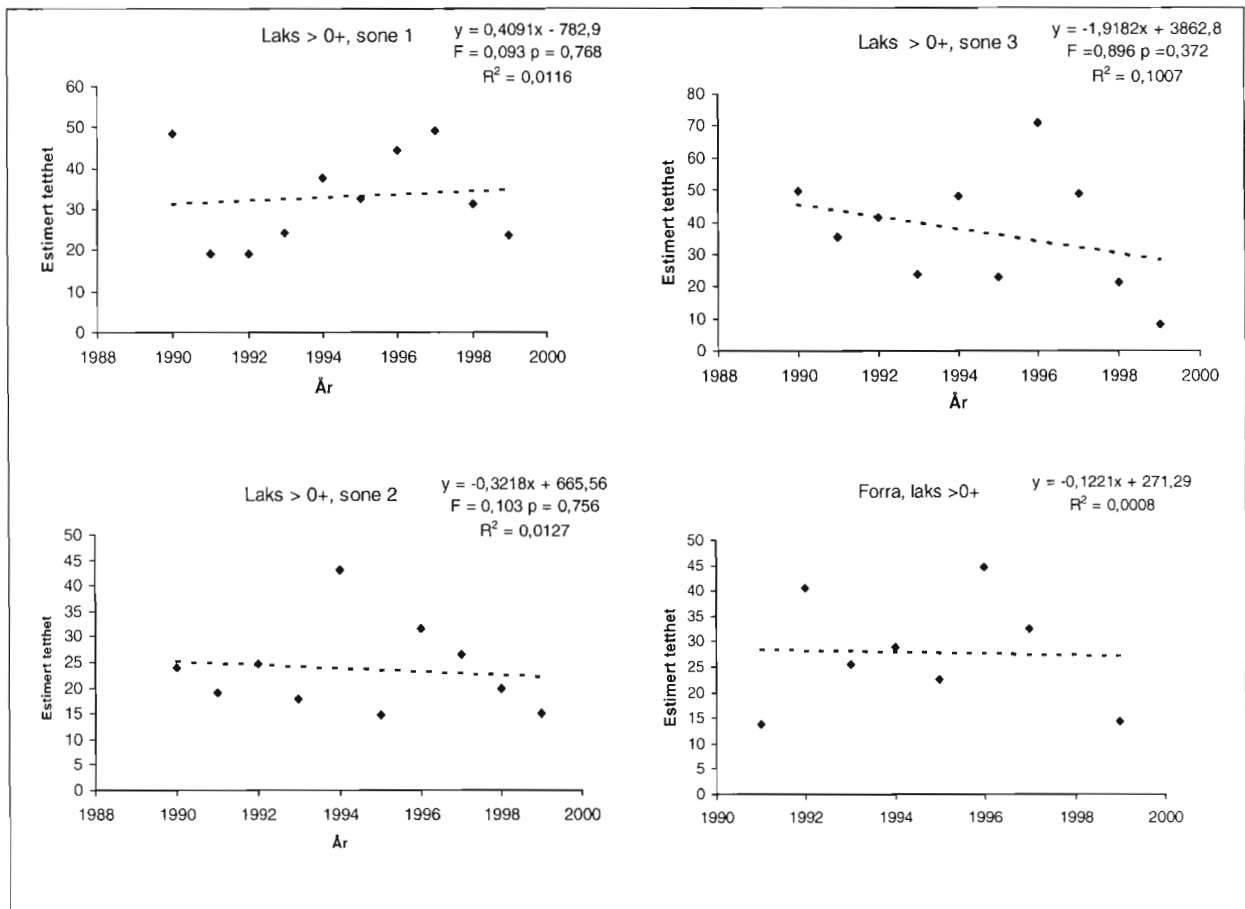 Laks > 0+, sone 1
y = 0,4091x - 782,9
F = 0,093 p = 0,768
R² = 0,0116
Estimert tetthet
60
50
40
30
20
10
0
1988 1990 1992 1994 1996 1998 2000
År
Laks > 0+, sone 3
y = -1,9182x + 3862,8
F =0,896 p =0,372
R² = 0,1007
Estimert tetthet
80
70
60
50
40
30
20
10
0
1988 1990 1992 1994 1996 1998 2000
År
Laks > 0+, sone 2
y = -0,3218x + 665,56
F = 0,103 p = 0,756
R² = 0,0127
Estimert tetthet
50
45
40
35
30
25
20
15
10
5
0
1988 1990 1992 1994 1996 1998 2000
År
Forra, laks >0+
y = -0,1221x + 271,29
R² = 0,0008
Estimert tetthet
50
45
40
35
30
25
20
15
10
5
0
1990 1992 1994 1996 1998 2000